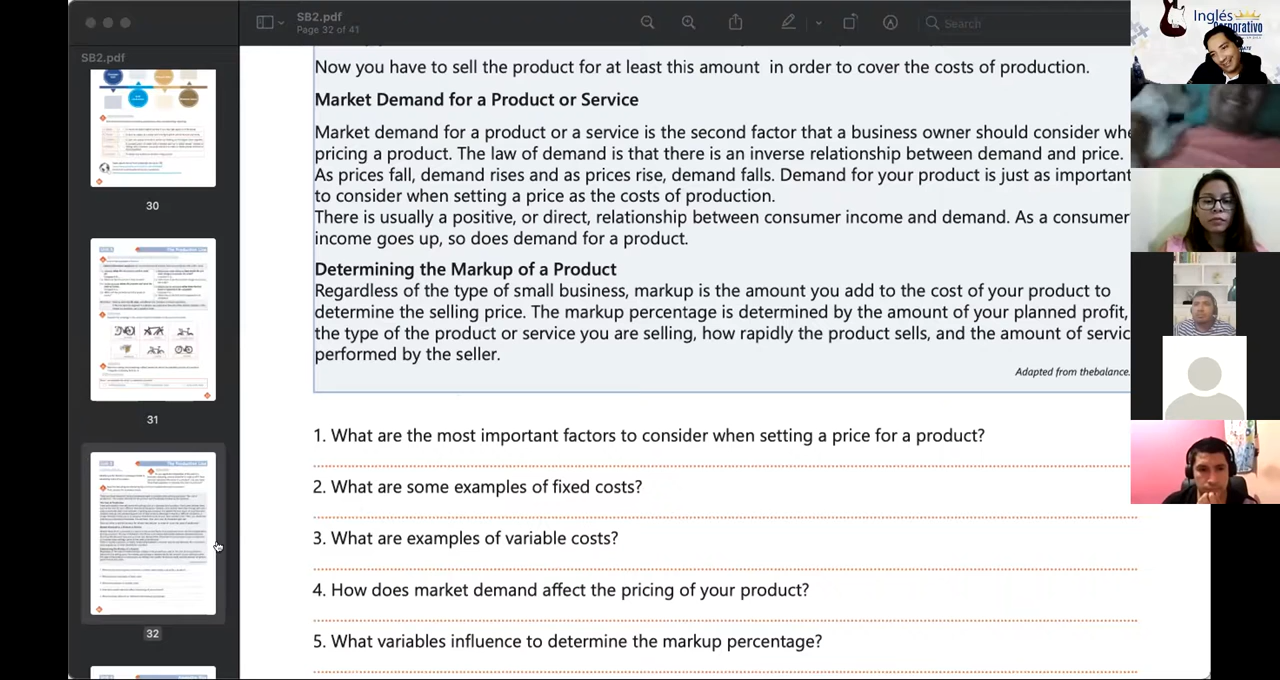 SB2.pdf
Page 32 of 41
Search
SB2.pdf
30
31
32
Now you have to sell the product for at least this amount in order to cover the costs of production.
Market Demand for a Product or Service
Market demand for a product or service is the second factor the business owner should consider whe
pricing a product. The law of demand is that there is an inverse relationship between demand and price.
As prices fall, demand rises and as prices rise, demand falls. Demand for your product is just as important
to consider when setting a price as the costs of production.
There is usually a positive or direct, relationship between consumer income and demand. As a consumer
income goes up, so does demand for a product.
Determining the Markup of a Product
Regardless of the type of small business, markup is the amount you add to the cost of your product to
determine the selling price. The markup percentage is determined by the amount of your planned profit,
the type of the product or service you are selling, how rapidly the product sells, and the amount of servic
performed by the seller.
Adapted from thebalance.
1. What are the most important factors to consider when setting a price for a product?
2. What are some examples of fixed costs?
3. What are examples of variable costs?
4. How does market demand affect the pricing of your product?
5. What variables influence to determine the markup percentage?
Inglés
Corporativo